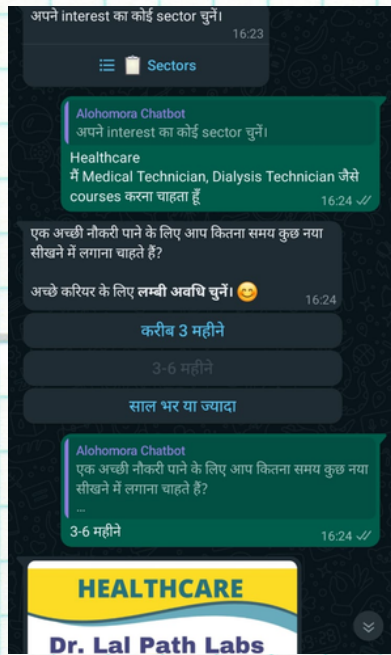 अपने interest का कोई sector चुनें।
16:23
Sectors
Alohomora Chatbot
अपने interest का कोई sector चुनें।
Healthcare
मैं Medical Technician, Dialysis Technician जैसे
courses करना चाहता हूँ
16:24
एक अच्छी नौकरी पाने के लिए आप कितना समय कुछ नया
सीखने में लगाना चाहते हैं?
अच्छे करियर के लिए लम्बी अवधि चुनें।
16:24
करीब 3 महीने
3-6 महीने
साल भर या ज्यादा
Alohomora Chatbot
एक अच्छी नौकरी पाने के लिए आप कितना समय कुछ नया
सीखने में लगाना चाहते हैं?
...
3-6 महीने
16:24
HEALTHCARE
Dr. Lal Path Labs